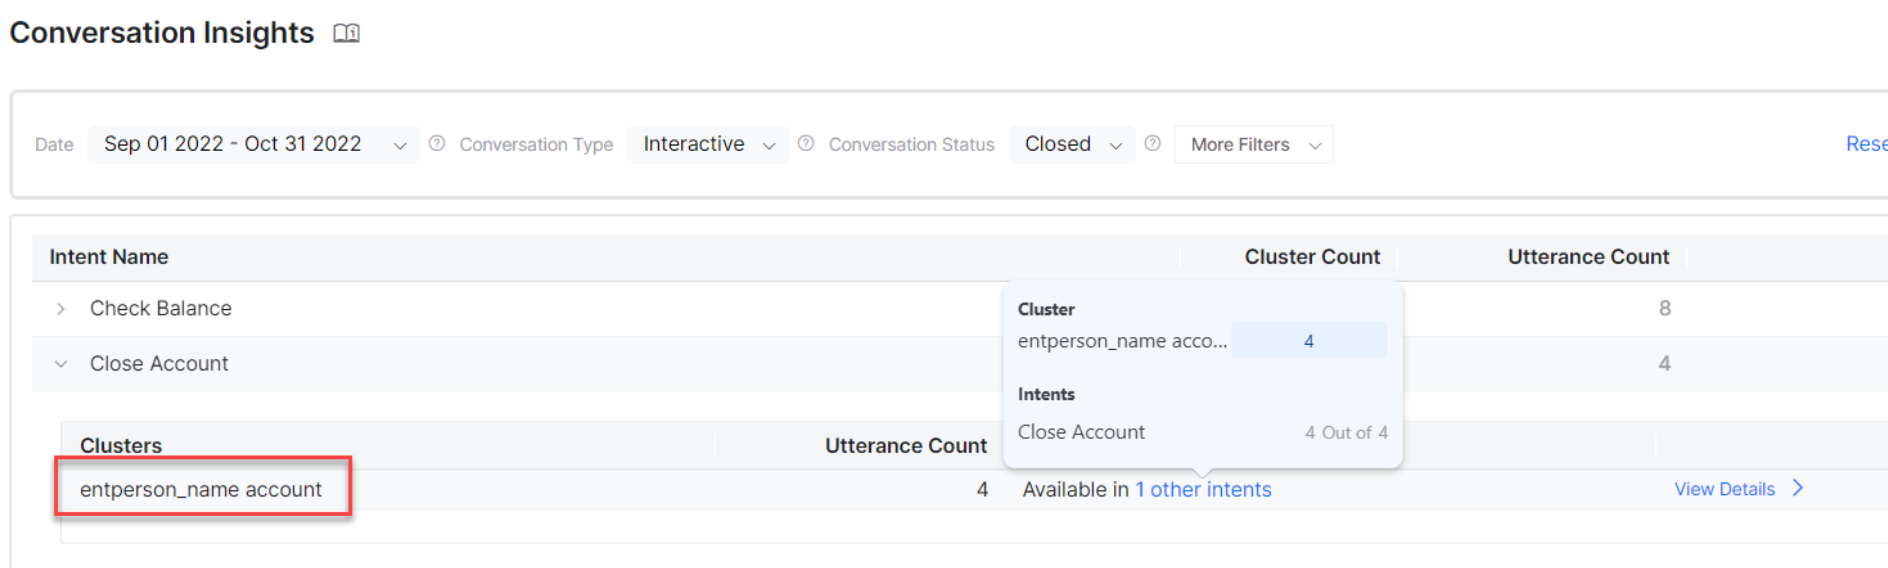 Conversation Insights
Date Sep 01 2022 - Oct 31 2022 Conversation Type Interactive Conversation Status Closed More Filters Rese
Intent Name Cluster Count Utterance Count
Check Balance 8
Close Account 4
Cluster
entperson_name acco... 4
Intents
Close Account 4 Out of 4
Clusters Utterance Count
entperson_name account 4 Available in 1 other intents View Details